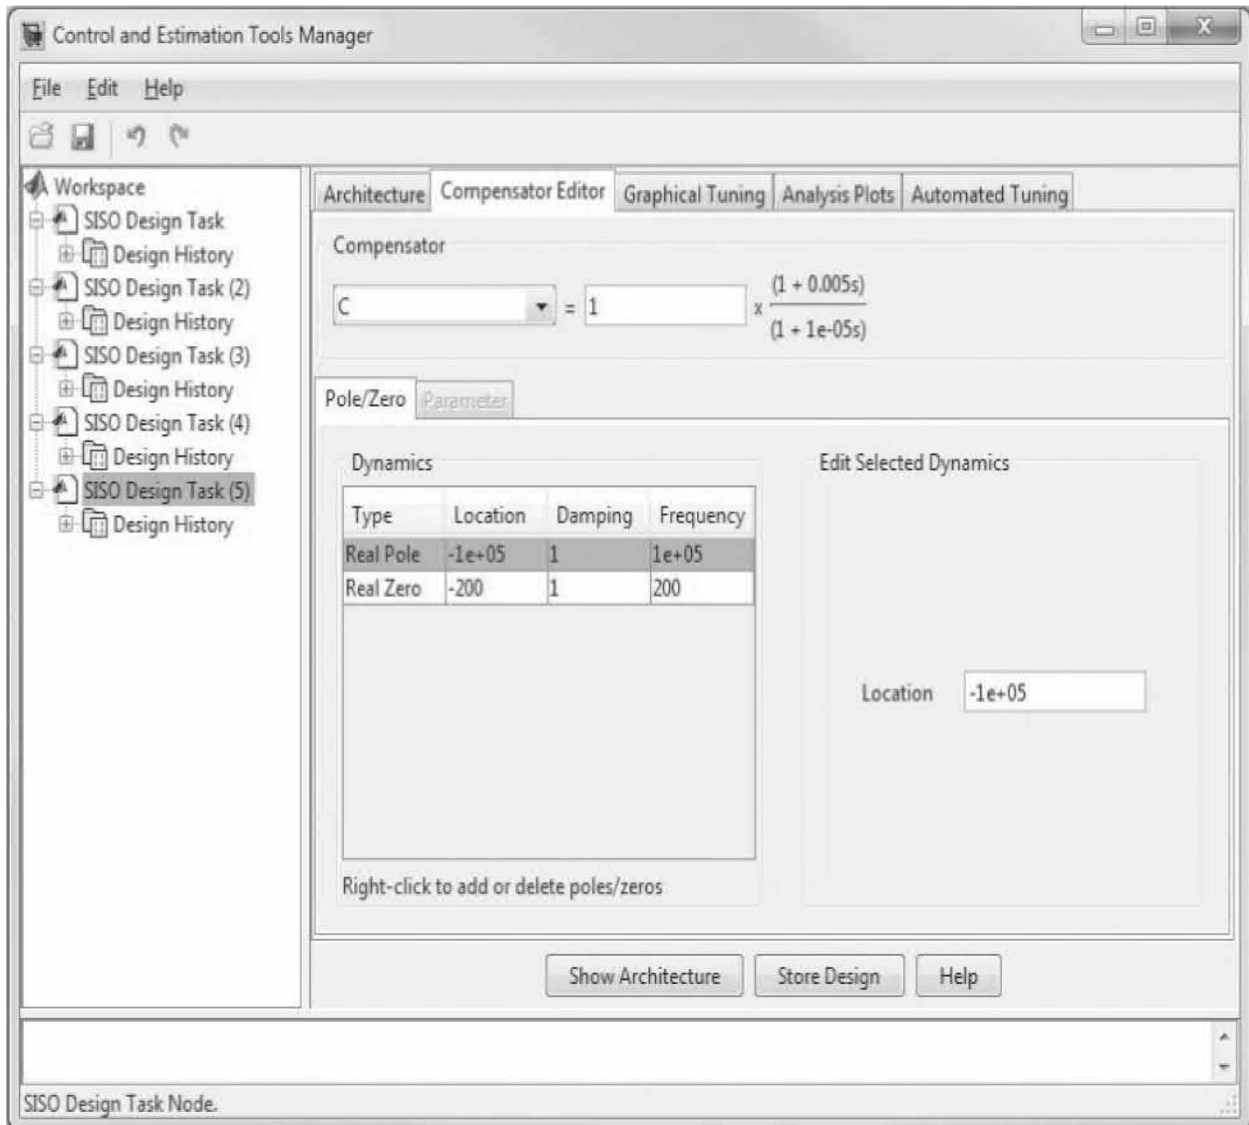 Control and Estimation Tools Manager
File Edit Help
Workspace
SISO Design Task
Design History
SISO Design Task (2)
Design History
SISO Design Task (3)
Design History
SISO Design Task (4)
Design History
SISO Design Task (5)
Design History
Architecture Compensator Editor Graphical Tuning Analysis Plots Automated Tuning
Compensator
C = 1 x (1 + 0.005s)
(1 + 1e-05s)
Pole/Zero Parameter
Dynamics
Type Location Damping Frequency
Real Pole -1e+05 1 1e+05
Real Zero -200 1 200
Right-click to add or delete poles/zeros
Edit Selected Dynamics
Location -1e+05
Show Architecture Store Design Help
SISO Design Task Node.